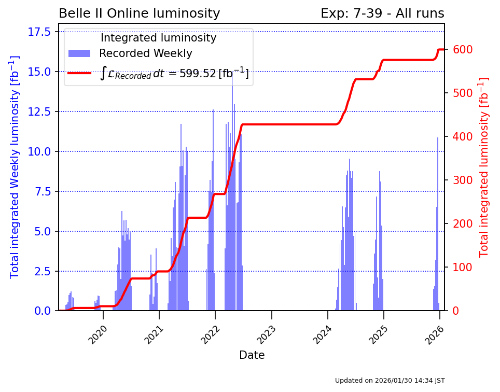 Belle II Online luminosity
Exp: 7-39 - All runs
Integrated luminosity
Recorded Weekly
∫ℒ_Recorded dt = 599.52 [fb⁻¹]
Total integrated Weekly luminosity [fb⁻¹]
17.5
15.0
12.5
10.0
7.5
5.0
2.5
0.0
Total integrated luminosity [fb⁻¹]
600
500
400
300
200
100
0
2020
2021
2022
2023
2024
2025
2026
Date
Updated on 2026/01/30 14:34 JST